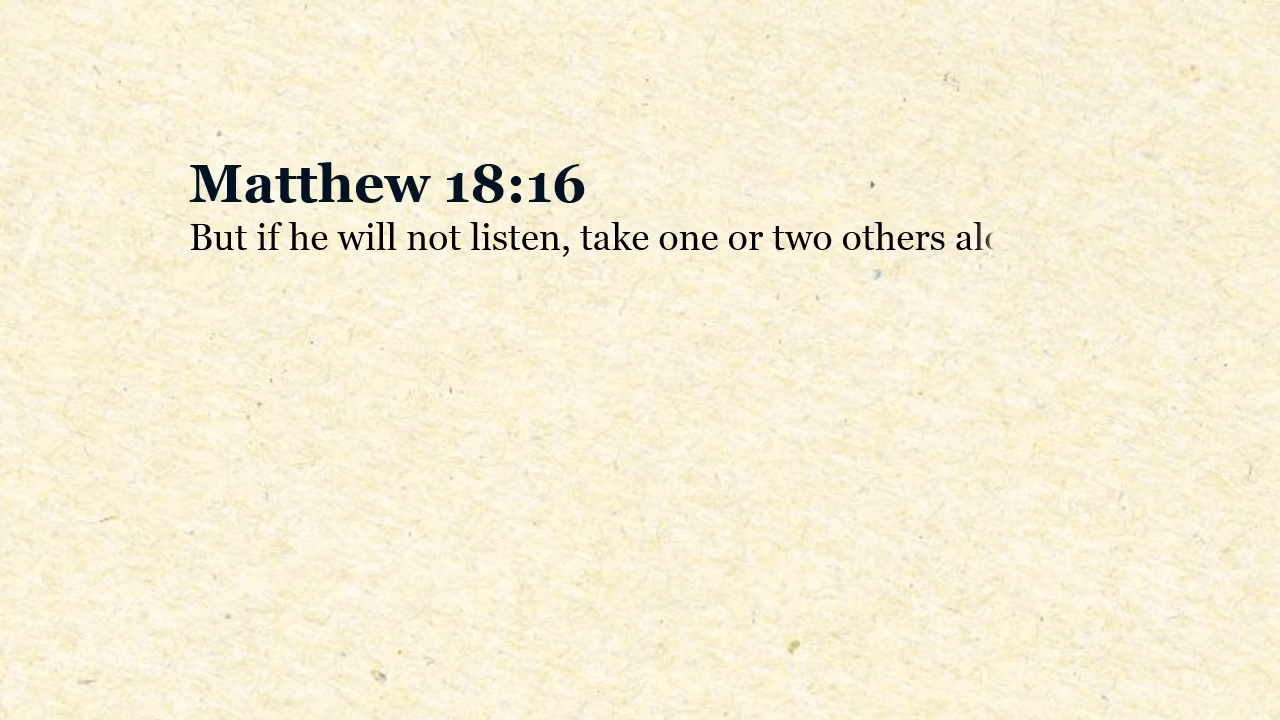 Matthew 18:16
But if he will not listen, take one or two others